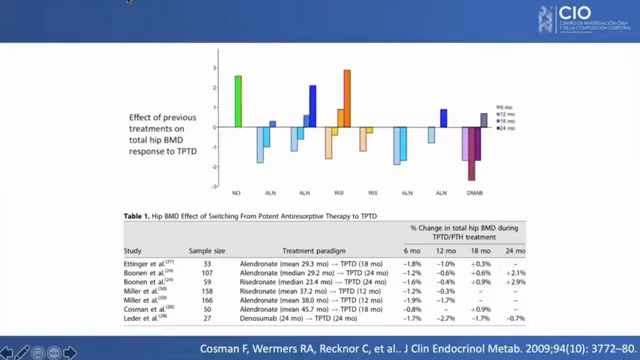 CIO
CENTRO DE INVESTIGACIÓN ÓSEA
Y DE LA COMPOSICIÓN CORPORAL
Effect of previous
treatments on
total hip BMD
response to TPTD
3
2
1
0
-1
-2
-3
NO ALN ALN RIS RIS ALN ALN DMAB
6 mo
12 mo
18 mo
24 mo
Table 1. Hip BMD Effect of Switching From Potent Antiresorptive Therapy to TPTD
% Change in total hip BMD during
TPTD/PTH treatment
Study Sample size Treatment paradigm 6 mo 12 mo 18 mo 24 mo
Ettinger et al.(27) 33 Alendronate (mean 29.3 mo) → TPTD (18 mo) −1.8% −1.0% +0.3% –
Boonen et al.(24) 107 Alendronate (median 29.2 mo) → TPTD (24 mo) −1.2% −0.6% +0.6% +2.1%
Boonen et al.(24) 59 Risedronate (median 23.4 mo) → TPTD (24 mo) −1.6% −0.4% +0.9% +2.9%
Miller et al.(30) 158 Risedronate (mean 37.2 mo) → TPTD (12 mo) −1.2% −0.3% – –
Miller et al.(30) 166 Alendronate (mean 38.0 mo) → TPTD (12 mo) −1.9% −1.7% –
Cosman et al.(26) 50 Alendronate (mean 45.7 mo) → TPTD (18 mo) −0.8% – +0.9% –
Leder et al.(28) 27 Denosumab (24 mo) → TPTD (24 mo) −1.7% −2.7% −1.7% −0.7%
Cosman F, Wermers RA, Recknor C, et al.. J Clin Endocrinol Metab. 2009;94(10): 3772–80.